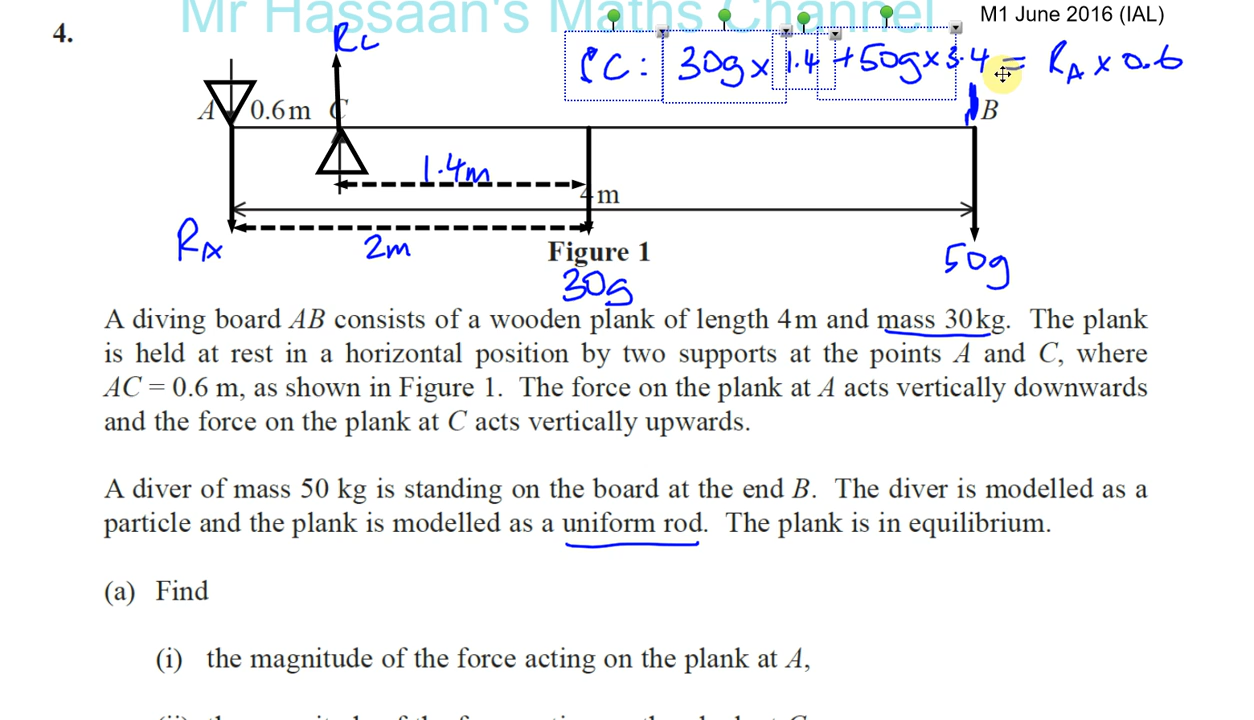 Mr Hassaan's Maths Channel
M1 June 2016 (IAL)
4.
RC
C: 30g × 1.4 + 50g × 3.4 = RA × 0.6
A 0.6m C B
1.4m
4 m
RA 2m
Figure 1
50g
30g
A diving board AB consists of a wooden plank of length 4m and mass 30kg. The plank
is held at rest in a horizontal position by two supports at the points A and C, where
AC = 0.6 m, as shown in Figure 1. The force on the plank at A acts vertically downwards
and the force on the plank at C acts vertically upwards.
A diver of mass 50 kg is standing on the board at the end B. The diver is modelled as a
particle and the plank is modelled as a uniform rod. The plank is in equilibrium.
(a) Find
(i) the magnitude of the force acting on the plank at A,